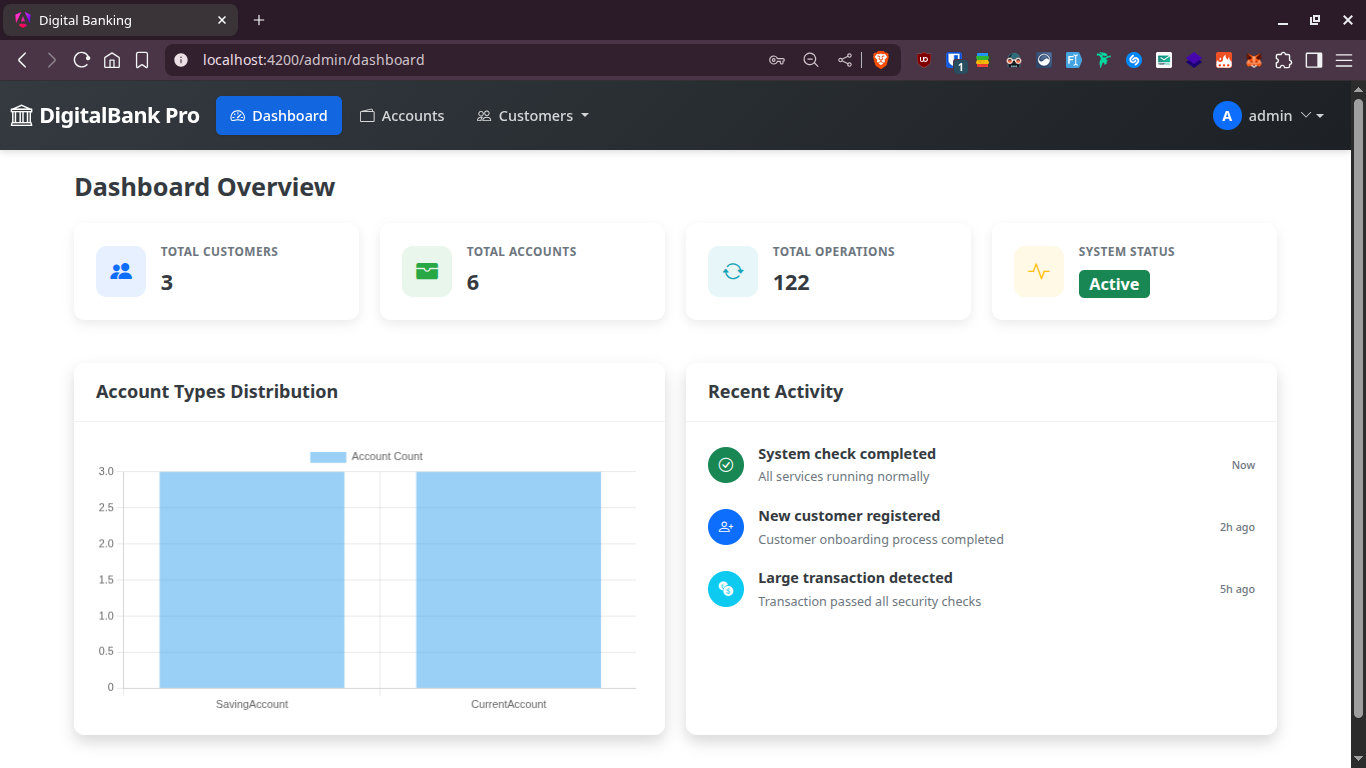 Digital Banking
localhost:4200/admin/dashboard
1
DigitalBank Pro
Dashboard
Accounts
Customers
A
admin
Dashboard Overview
TOTAL CUSTOMERS
3
TOTAL ACCOUNTS
6
TOTAL OPERATIONS
122
SYSTEM STATUS
Active
Account Types Distribution
Account Count
3.0
2.5
2.0
1.5
1.0
0.5
0
SavingAccount
CurrentAccount
Recent Activity
System check completed
All services running normally
Now
New customer registered
Customer onboarding process completed
2h ago
Large transaction detected
Transaction passed all security checks
5h ago